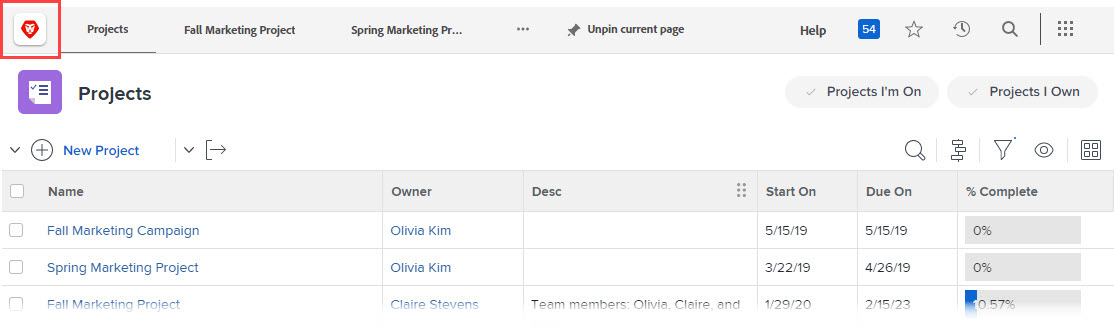 Projects Fall Marketing Project Spring Marketing Pr... ••• Unpin current page Help 54
Projects Projects I'm On Projects I Own
New Project
Name Owner Desc Start On Due On % Complete
Fall Marketing Campaign Olivia Kim 5/15/19 5/15/19 0%
Spring Marketing Project Olivia Kim 3/22/19 4/26/19 0%
Fall Marketing Project Claire Stevens Team members: Olivia, Claire, and 1/29/20 2/15/23 10.57%